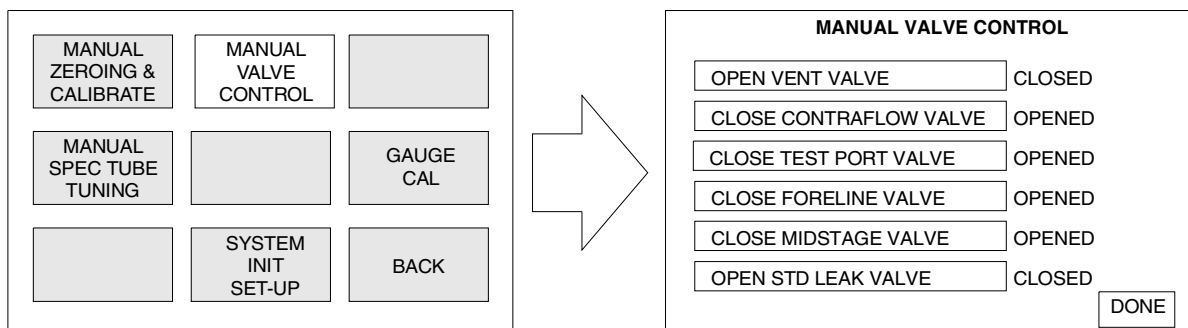 MANUAL
ZEROING &
CALIBRATE
MANUAL
VALVE
CONTROL
MANUAL
SPEC TUBE
TUNING
GAUGE
CAL
SYSTEM
INIT
SET-UP
BACK
MANUAL VALVE CONTROL
OPEN VENT VALVE CLOSED
CLOSE CONTRAFLOW VALVE OPENED
CLOSE TEST PORT VALVE OPENED
CLOSE FORELINE VALVE OPENED
CLOSE MIDSTAGE VALVE OPENED
OPEN STD LEAK VALVE CLOSED
DONE